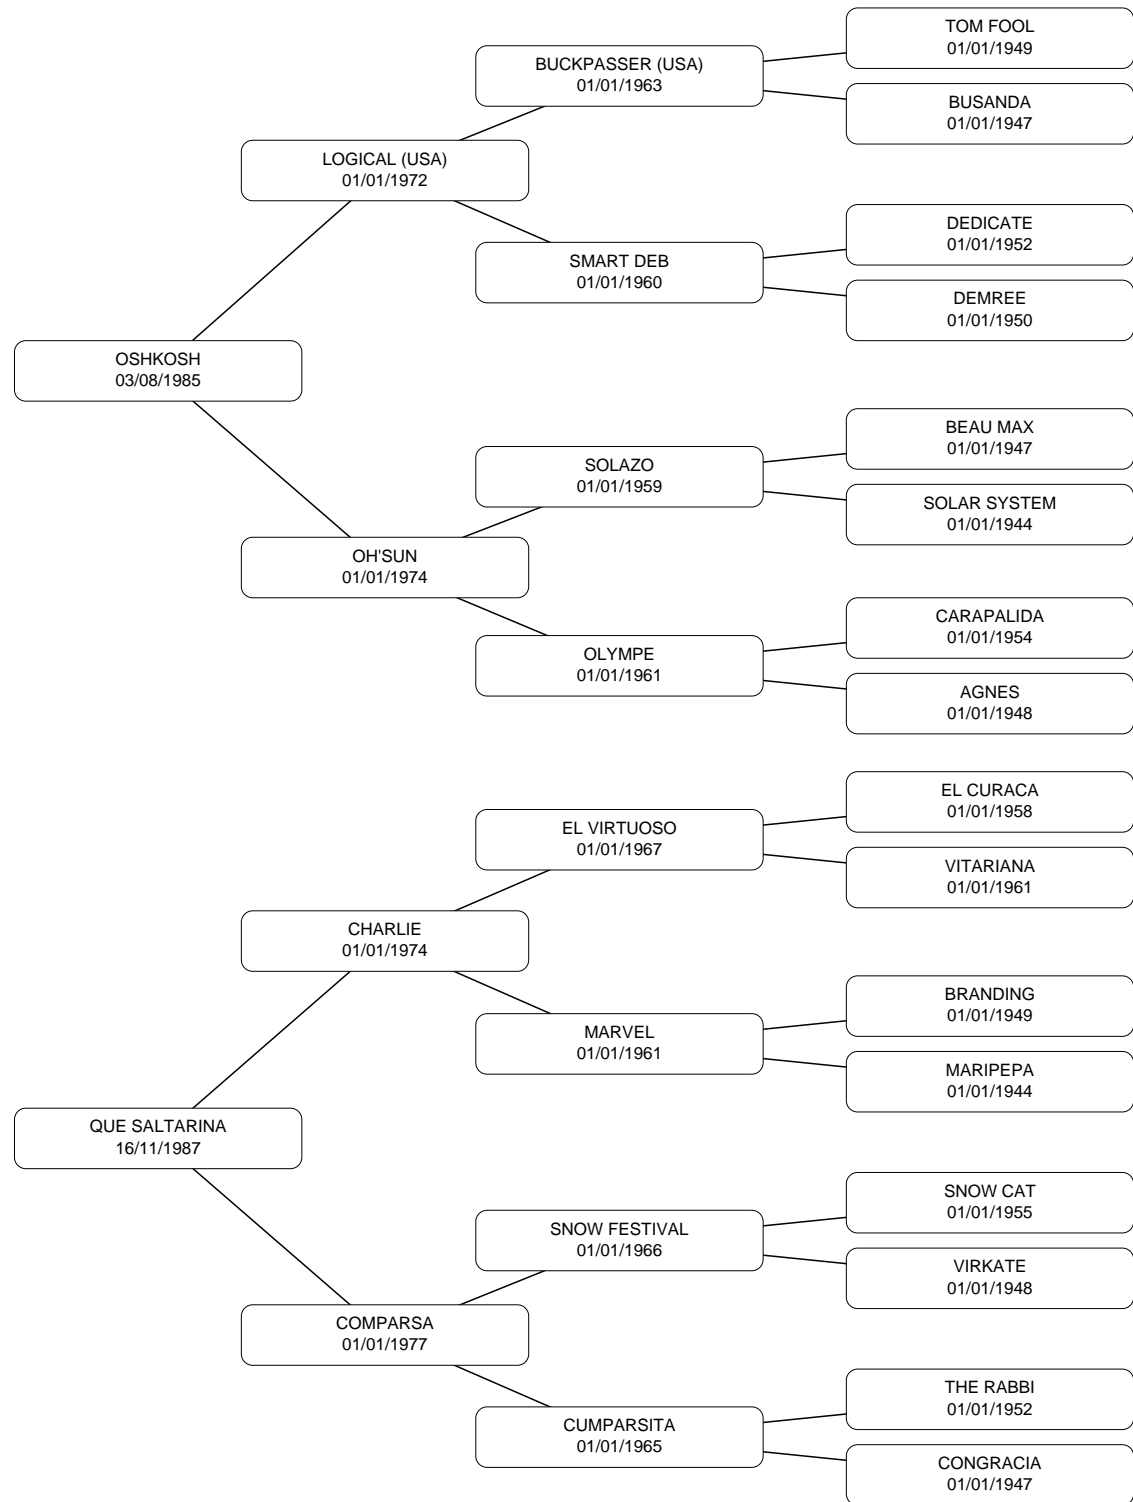 TOM FOOL
01/01/1949
BUCKPASSER (USA)
01/01/1963
BUSANDA
01/01/1947
LOGICAL (USA)
01/01/1972
DEDICATE
01/01/1952
SMART DEB
01/01/1960
DEMREE
01/01/1950
OSHKOSH
03/08/1985
BEAU MAX
01/01/1947
SOLAZO
01/01/1959
SOLAR SYSTEM
01/01/1944
OH'SUN
01/01/1974
CARAPALIDA
01/01/1954
OLYMPE
01/01/1961
AGNES
01/01/1948
EL CURACA
01/01/1958
EL VIRTUOSO
01/01/1967
VITARIANA
01/01/1961
CHARLIE
01/01/1974
BRANDING
01/01/1949
MARVEL
01/01/1961
MARIPEPA
01/01/1944
QUE SALTARINA
16/11/1987
SNOW CAT
01/01/1955
SNOW FESTIVAL
01/01/1966
VIRKATE
01/01/1948
COMPARSA
01/01/1977
THE RABBI
01/01/1952
CUMPARSITA
01/01/1965
CONGRACIA
01/01/1947